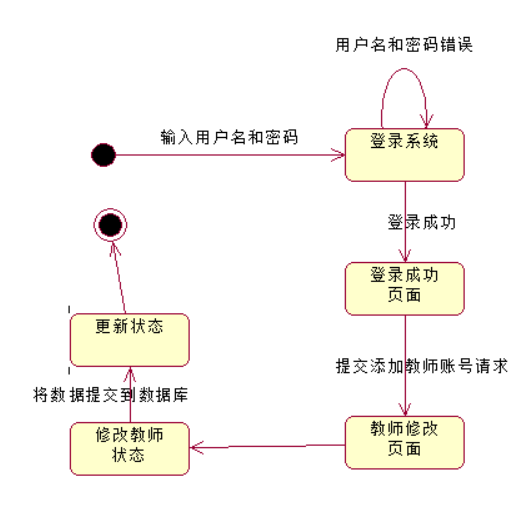 用户名和密码错误
输入用户名和密码
登录系统
登录成功
登录成功
页面
更新状态
提交添加教师账号请求
将数据提交到数据库
修改教师
状态
教师修改
页面